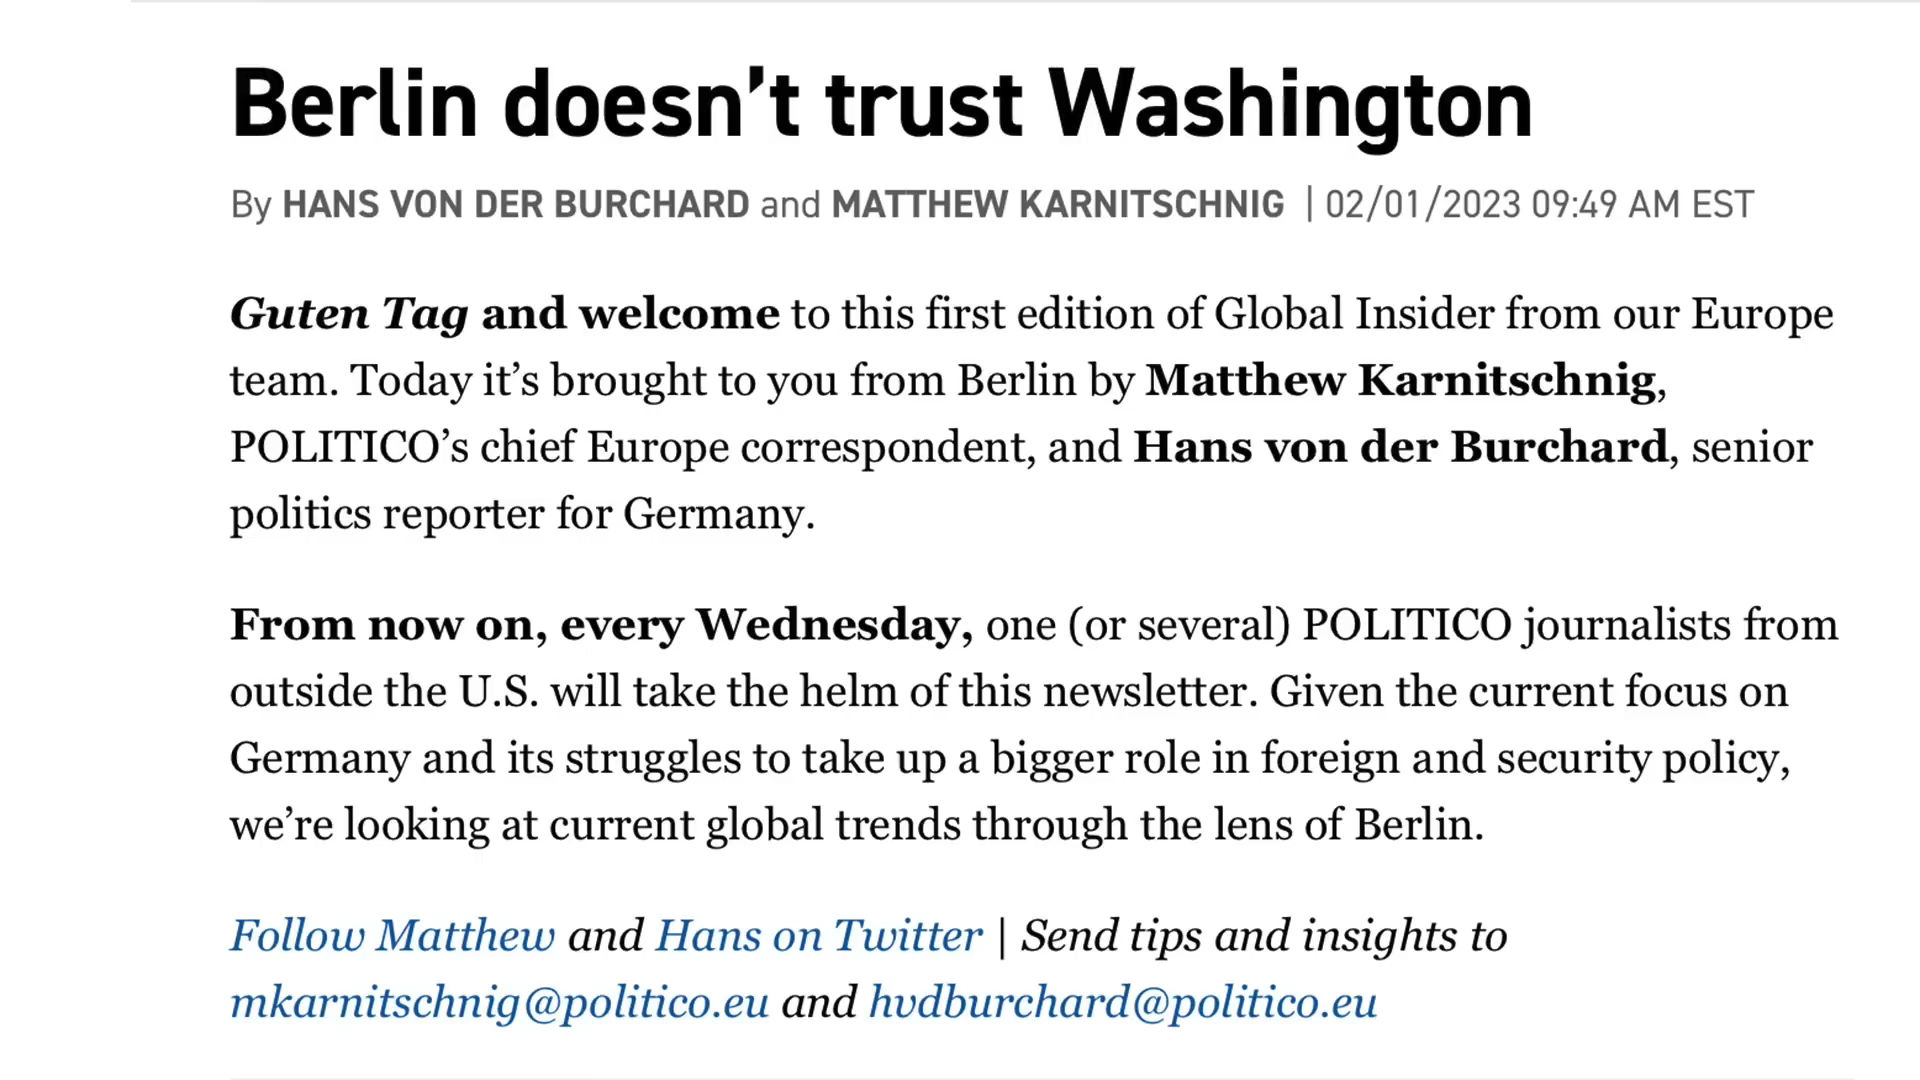 Berlin doesn’t trust Washington
By HANS VON DER BURCHARD and MATTHEW KARNITSCHNIG | 02/01/2023 09:49 AM EST
Guten Tag and welcome to this first edition of Global Insider from our Europe
team. Today it’s brought to you from Berlin by Matthew Karnitschnig,
POLITICO’s chief Europe correspondent, and Hans von der Burchard, senior
politics reporter for Germany.
From now on, every Wednesday, one (or several) POLITICO journalists from
outside the U.S. will take the helm of this newsletter. Given the current focus on
Germany and its struggles to take up a bigger role in foreign and security policy,
we’re looking at current global trends through the lens of Berlin.
Follow Matthew and Hans on Twitter | Send tips and insights to
mkarnitschnig@politico.eu and hvdburchard@politico.eu